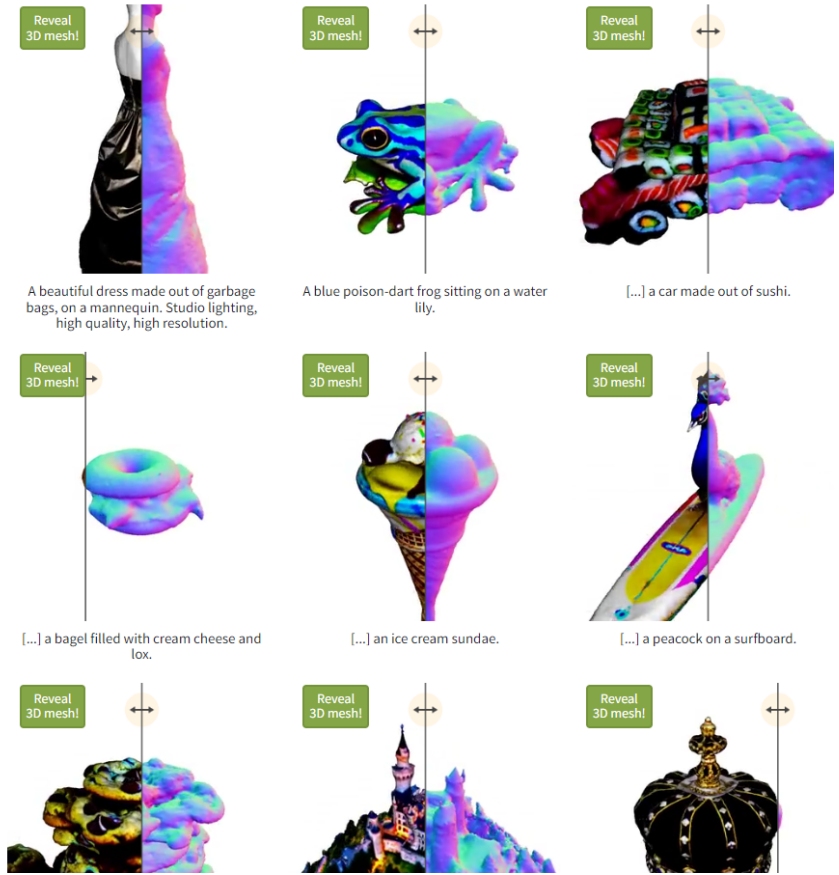 Reveal
3D mesh!
Reveal
3D mesh!
Reveal
3D mesh!
A beautiful dress made out of garbage
bags, on a mannequin. Studio lighting,
high quality, high resolution.
A blue poison-dart frog sitting on a water
lily.
[...] a car made out of sushi.
Reveal
3D mesh!
Reveal
3D mesh!
Reveal
3D mesh!
[...] a bagel filled with cream cheese and
lox.
[...] an ice cream sundae.
[...] a peacock on a surfboard.
Reveal
3D mesh!
Reveal
3D mesh!
Reveal
3D mesh!